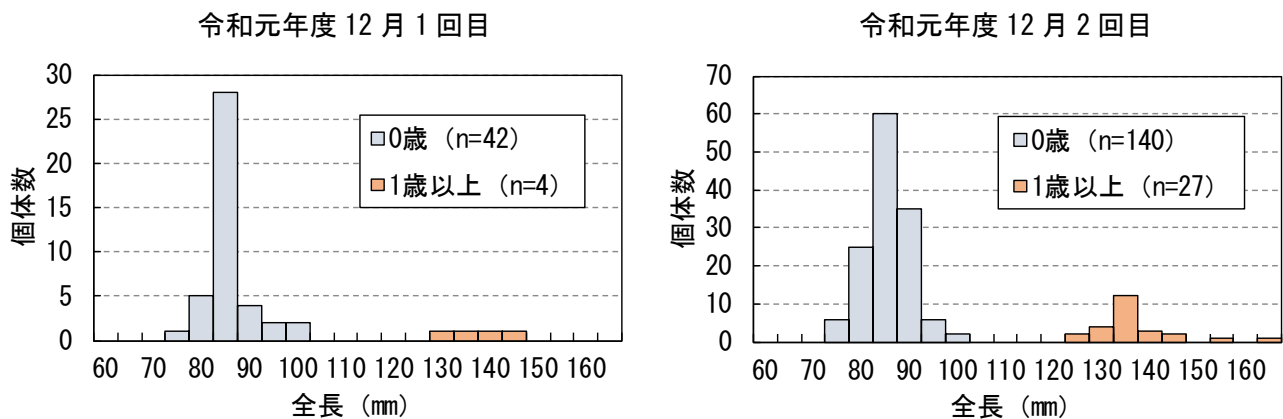 令和元年度 12 月 1 回目
30
25
20
15
10
5
0
個体数
0歳 (n=42)
1歳以上 (n=4)
60 70 80 90 100 110 120 130 140 150 160
全長 (mm)
令和元年度 12 月 2 回目
70
60
50
40
30
20
10
0
個体数
0歳 (n=140)
1歳以上 (n=27)
60 70 80 90 100 110 120 130 140 150 160
全長 (mm)